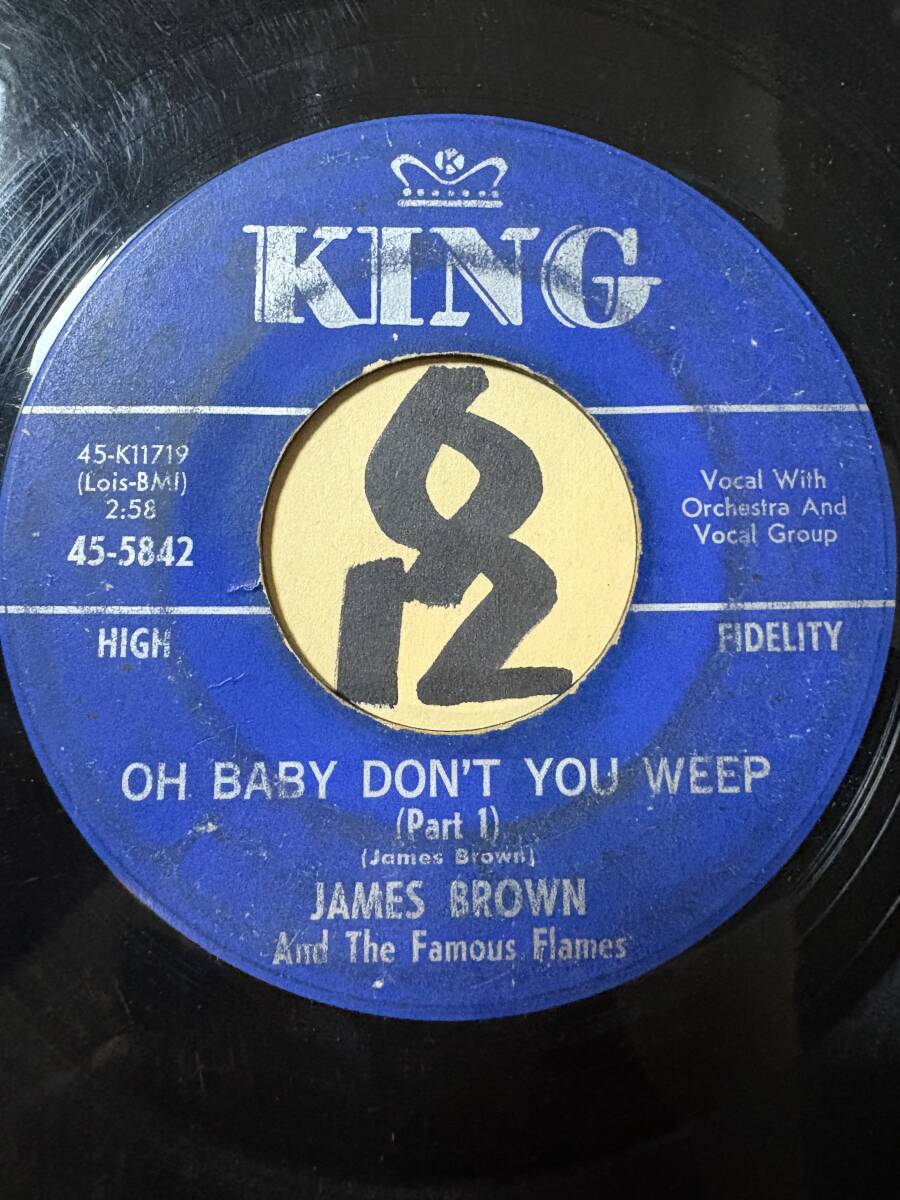 K
KING
45-K11719
(Lois-BMI)
2:58
45-5842
Vocal With
Orchestra And
Vocal Group
HIGH
FIDELITY
6
12
OH BABY DON'T YOU WEEP
(Part 1)
(James Brown)
JAMES BROWN
And The Famous Flames